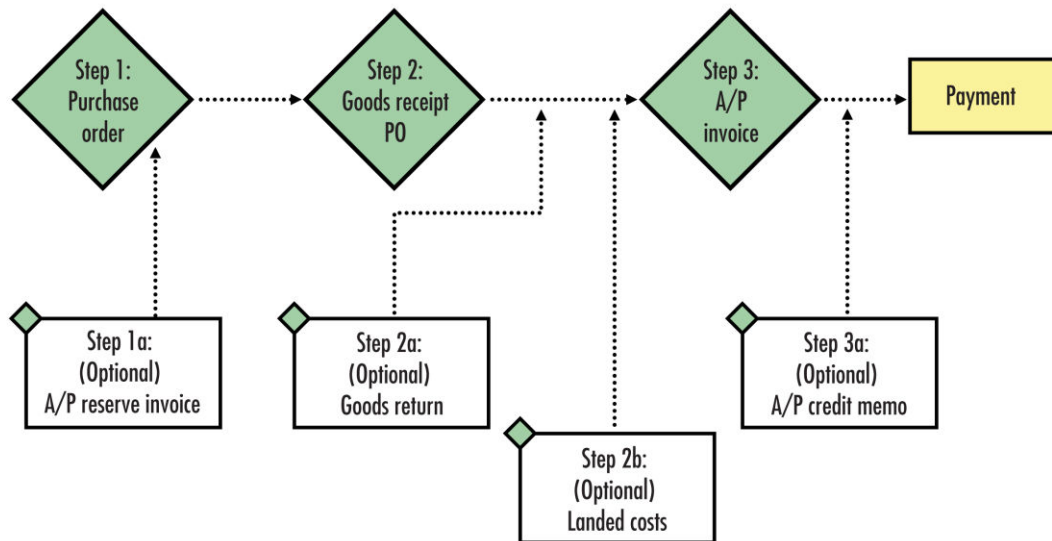 Step 1:
Purchase
order
Step 2:
Goods receipt
PO
Step 3:
A/P
invoice
Payment
Step 1a:
(Optional)
A/P reserve invoice
Step 2a:
(Optional)
Goods return
Step 3a:
(Optional)
A/P credit memo
Step 2b:
(Optional)
Landed costs